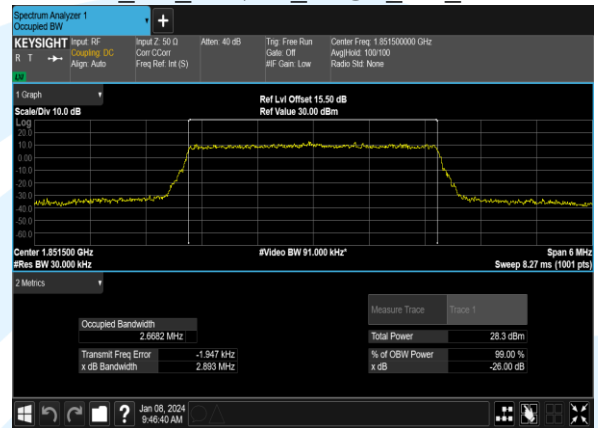 Spectrum Analyzer 1
Occupied BW
KEYSIGHT Input: RF Input Z: 50 Ω Atten: 40 dB Trig: Free Run Center Freq: 1.851500000 GHz
R T Coupling: DC Corr CCorr Gate: Off Avg|Hold: 100/100
Align: Auto Freq Ref: Int (S) #IF Gain: Low Radio Std: None
LW
1 Graph
Ref Lvl Offset 15.50 dB
Scale/Div 10.0 dB Ref Value 30.00 dBm
Log
20.0
10.0
0.00
-10.0
-20.0
-30.0
-40.0
-50.0
-60.0
Center 1.851500 GHz #Video BW 91.000 kHz* Span 6 MHz
#Res BW 30.000 kHz Sweep 8.27 ms (1001 pts)
2 Metrics
Measure Trace Trace 1
Occupied Bandwidth
2.6682 MHz Total Power 28.3 dBm
Transmit Freq Error -1.947 kHz % of OBW Power 99.00 %
x dB Bandwidth 2.893 MHz x dB -26.00 dB
Jan 08, 2024
9:46:40 AM